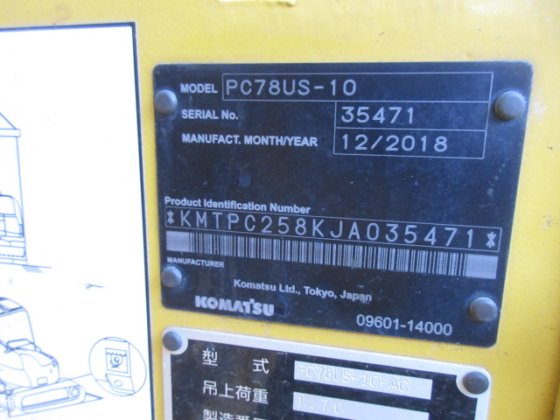 MODEL PC78US-10
SERIAL No. 35471
MANUFACT. MONTH/YEAR 12/2018
Product Identification Number
*KMTPC258KJA035471*
MANUFACTURER
Komatsu Ltd., Tokyo, Japan
KOMATSU
09601-14000
型式 PC78US-10-AC
吊上荷重 1.7t